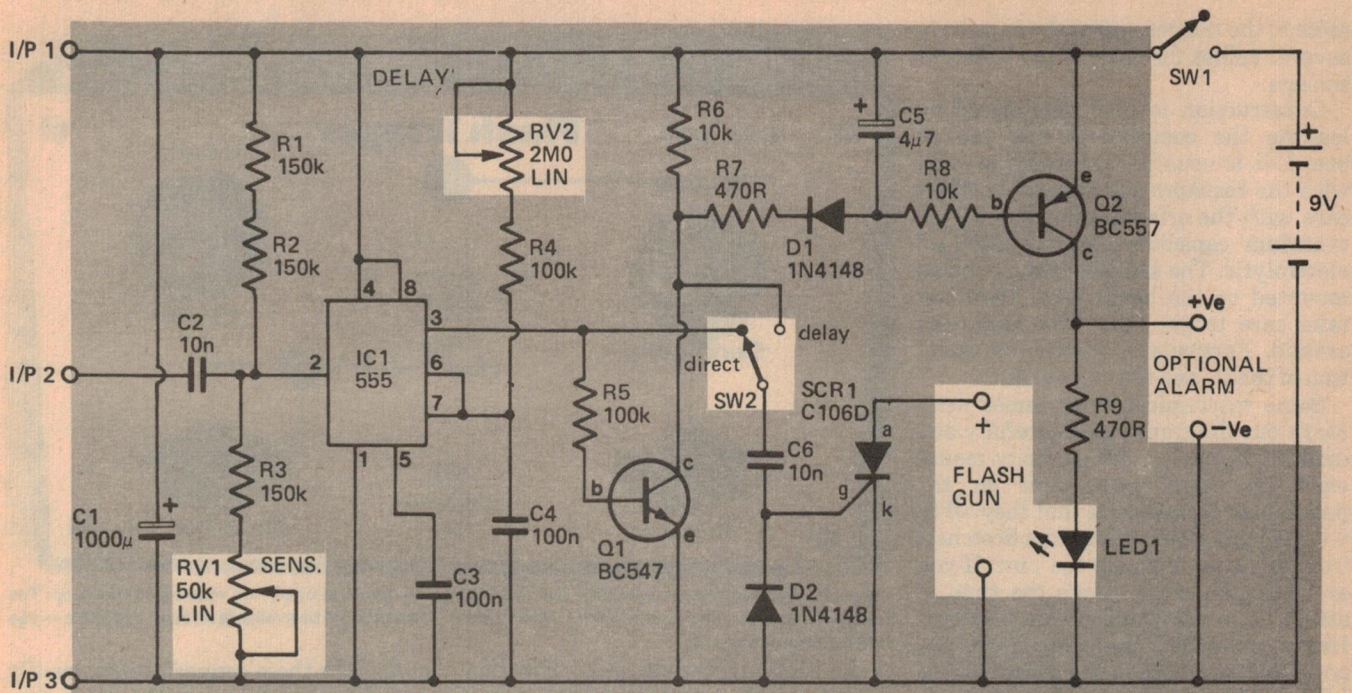 I/P 1
I/P 2
I/P 3
C1
1000µ
+
C2
10n
R1
150k
R2
150k
R3
150k
RV1
50k
LIN
SENS.
IC1
555
4
8
2
3
6
7
1
5
DELAY
RV2
2M0
LIN
R4
100k
C3
100n
C4
100n
R5
100k
b
c
e
Q1
BC547
R6
10k
R7
470R
D1
1N4148
+
C5
4µ7
R8
10k
b
e
c
Q2
BC557
direct
delay
SW2
C6
10n
D2
1N4148
SCR1
C106D
a
g
k
+
FLASH
GUN
R9
470R
LED1
+Ve
OPTIONAL
ALARM
-Ve
SW1
+
9V